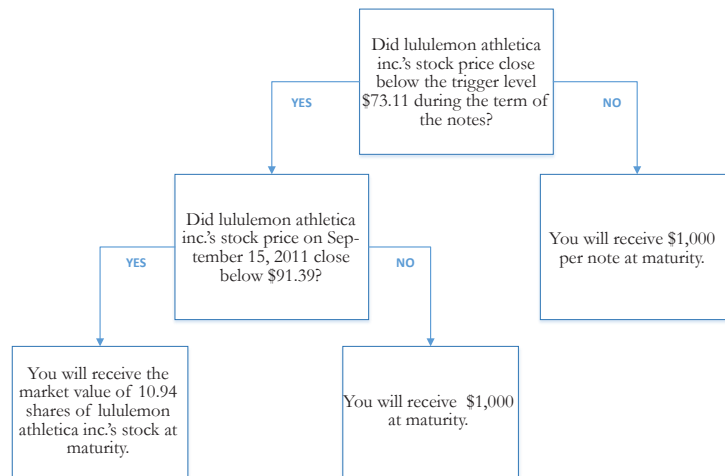 Did lululemon athletica
inc.'s stock price close
below the trigger level
$73.11 during the term of
the notes?
YES
NO
Did lululemon athletica
inc.'s stock price on Sep-
tember 15, 2011 close
below $91.39?
You will receive $1,000
per note at maturity.
YES
NO
You will receive the
market value of 10.94
shares of lululemon
athletica inc.'s stock at
maturity.
You will receive $1,000
at maturity.